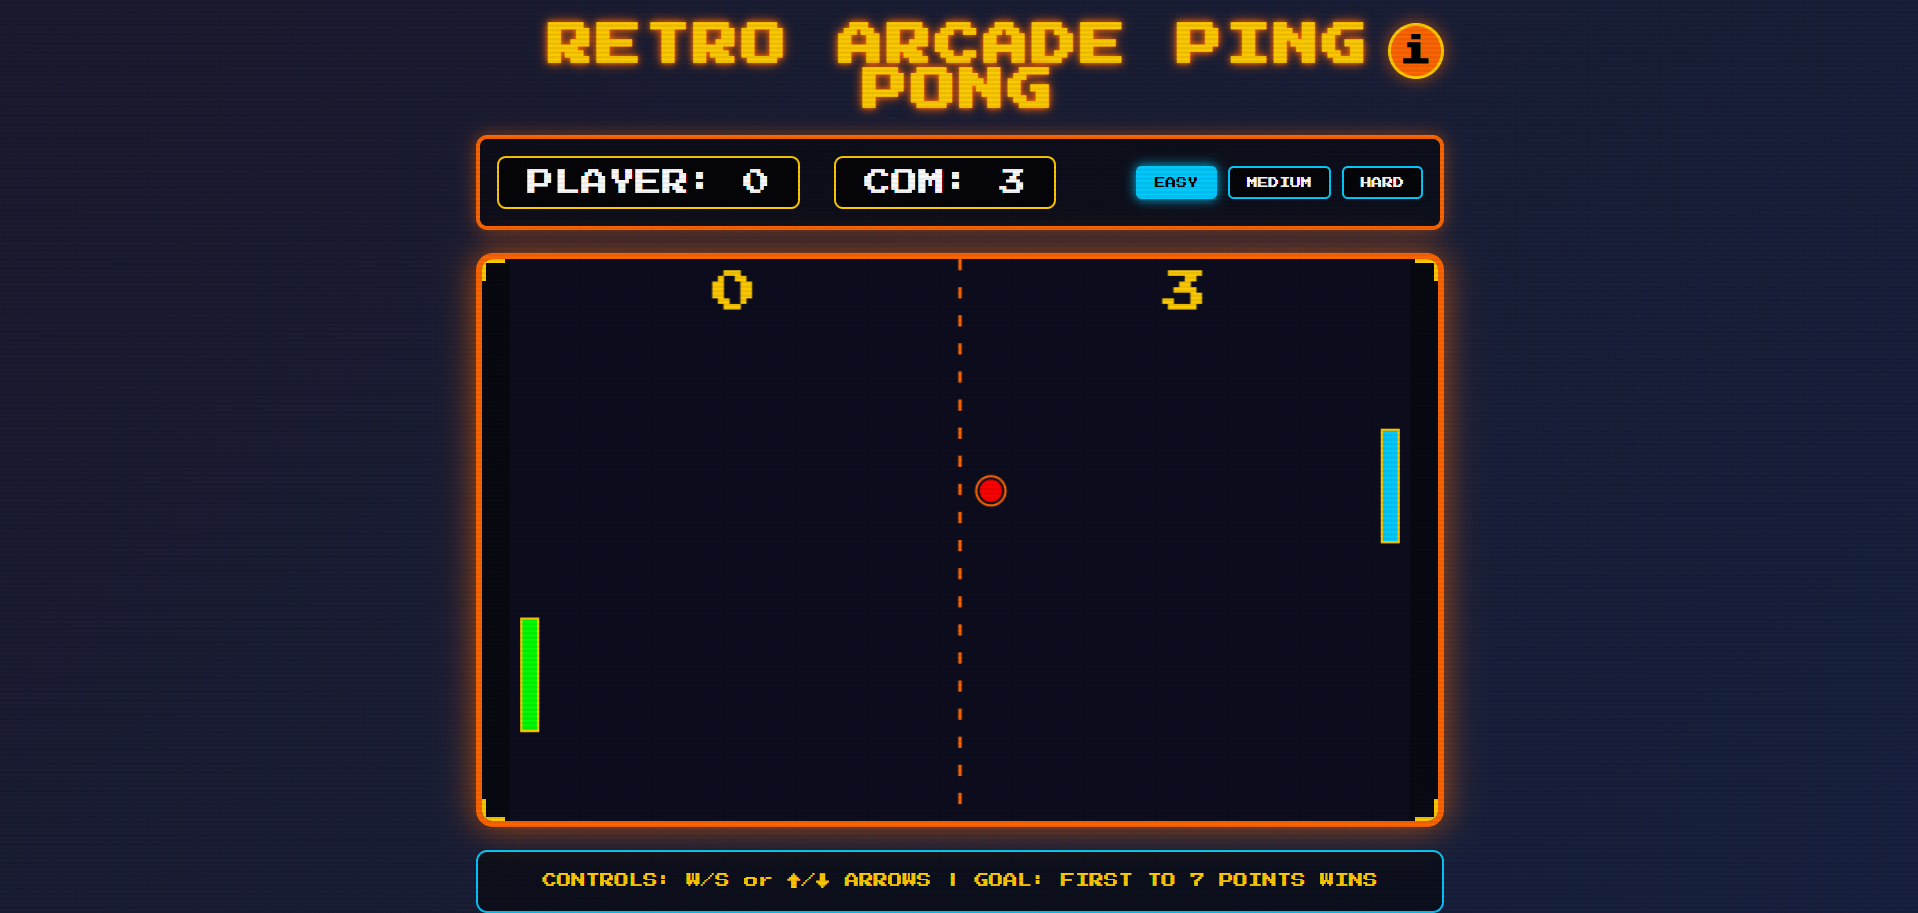 RETRO ARCADE PING
PONG
i
PLAYER: 0
COM: 3
EASY
MEDIUM
HARD
0
3
CONTROLS: W/S or ↑/↓ ARROWS | GOAL: FIRST TO 7 POINTS WINS